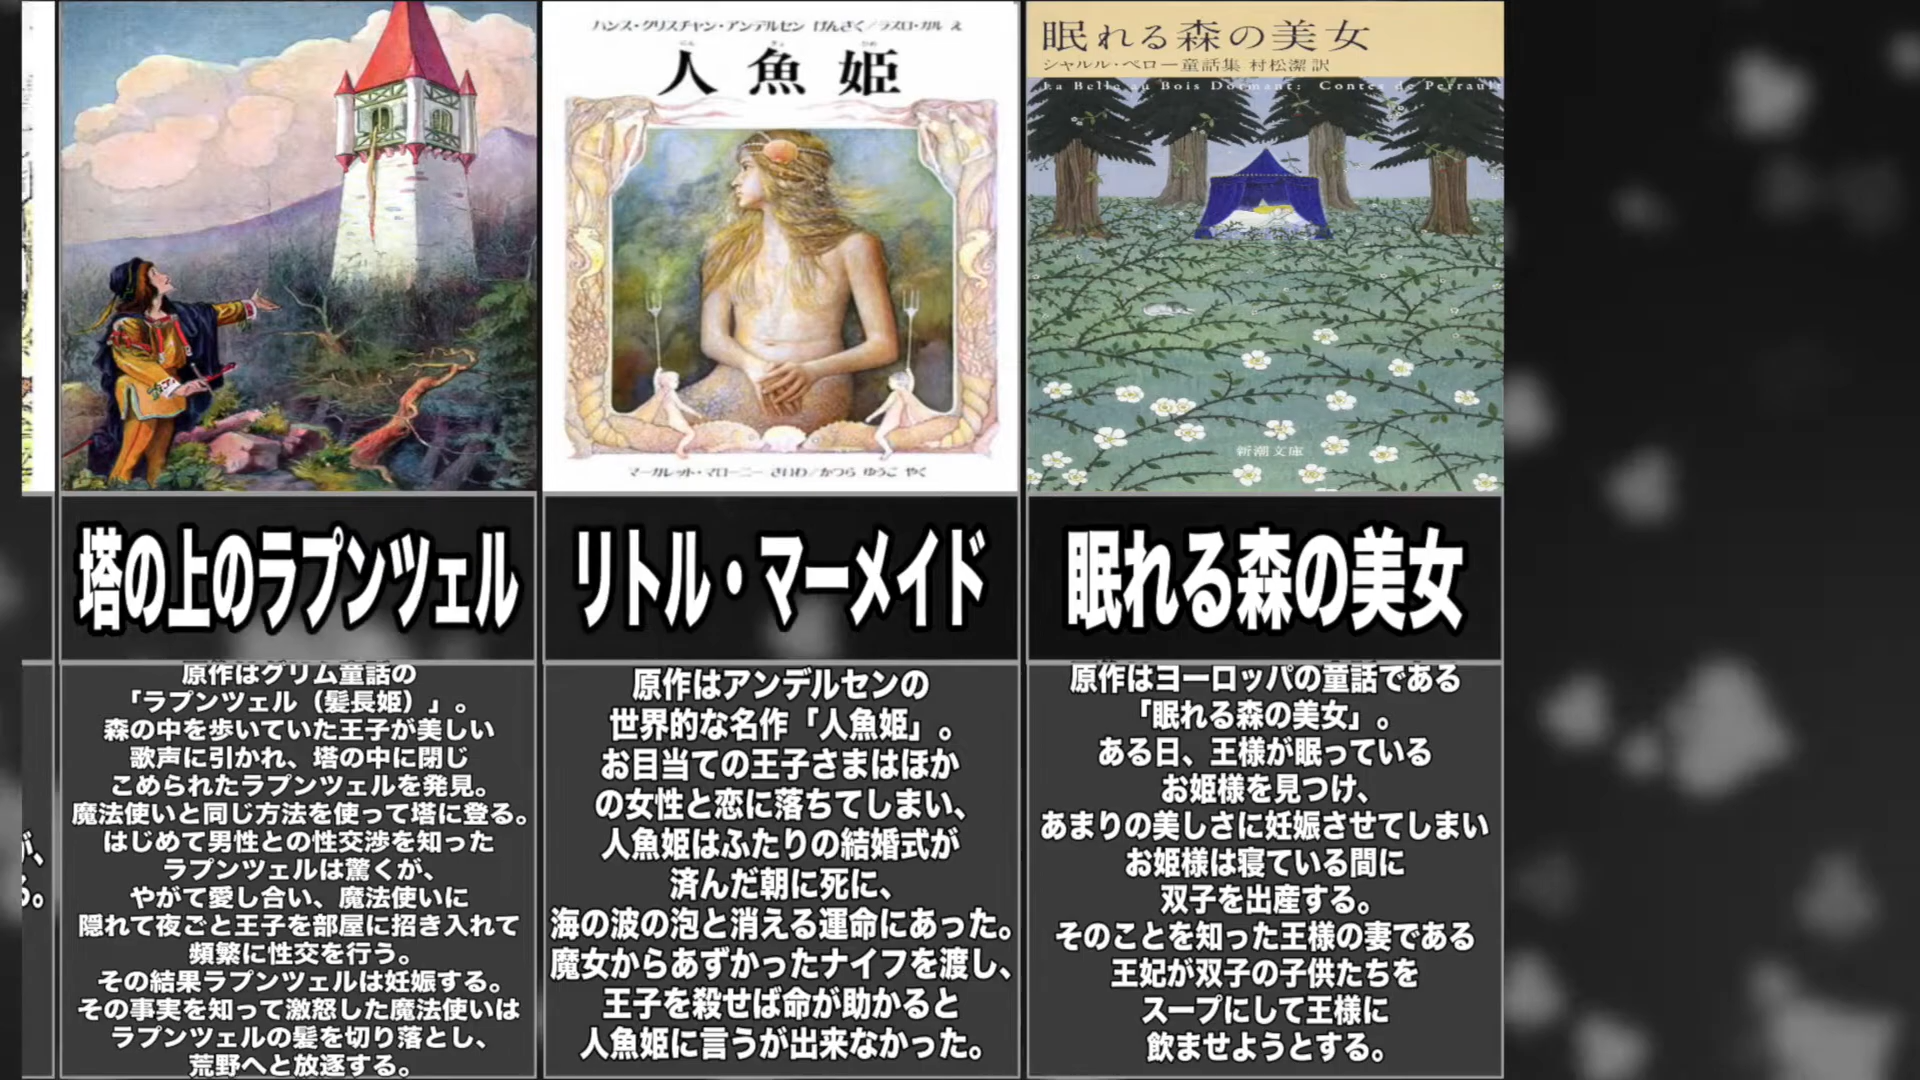 ハンス・クリスチャン・アンデルセン げんさく/ラスロ・ガル え
人魚姫
マーガレット・マローニー さいわ/かつら ゆうこ やく
眠れる森の美女
シャルル・ペロー童話集 村松潔 訳
La Belle au Bois Dormant: Contes de Perrault
新潮文庫
が、
る。
塔の上のラプンツェル
原作はグリム童話の
「ラプンツェル（髪長姫）」。
森の中を歩いていた王子が美しい
歌声に引かれ、塔の中に閉じ
こめられたラプンツェルを発見。
魔法使いと同じ方法を使って塔に登る。
はじめて男性との性交渉を知った
ラプンツェルは驚くが、
やがて愛し合い、魔法使いに
隠れて夜ごと王子を部屋に招き入れて
頻繁に性交を行う。
その結果ラプンツェルは妊娠する。
その事実を知って激怒した魔法使いは
ラプンツェルの髪を切り落とし、
荒野へと放逐する。
リトル・マーメイド
原作はアンデルセンの
世界的な名作「人魚姫」。
お目当ての王子さまはほか
の女性と恋に落ちてしまい、
人魚姫はふたりの結婚式が
済んだ朝に死に、
海の波の泡と消える運命にあった。
魔女からあずかったナイフを渡し、
王子を殺せば命が助かると
人魚姫に言うが出来なかった。
眠れる森の美女
原作はヨーロッパの童話である
「眠れる森の美女」。
ある日、王様が眠っている
お姫様を見つけ、
あまりの美しさに妊娠させてしまい
お姫様は寝ている間に
双子を出産する。
そのことを知った王様の妻である
王妃が双子の子供たちを
スープにして王様に
飲ませようとする。